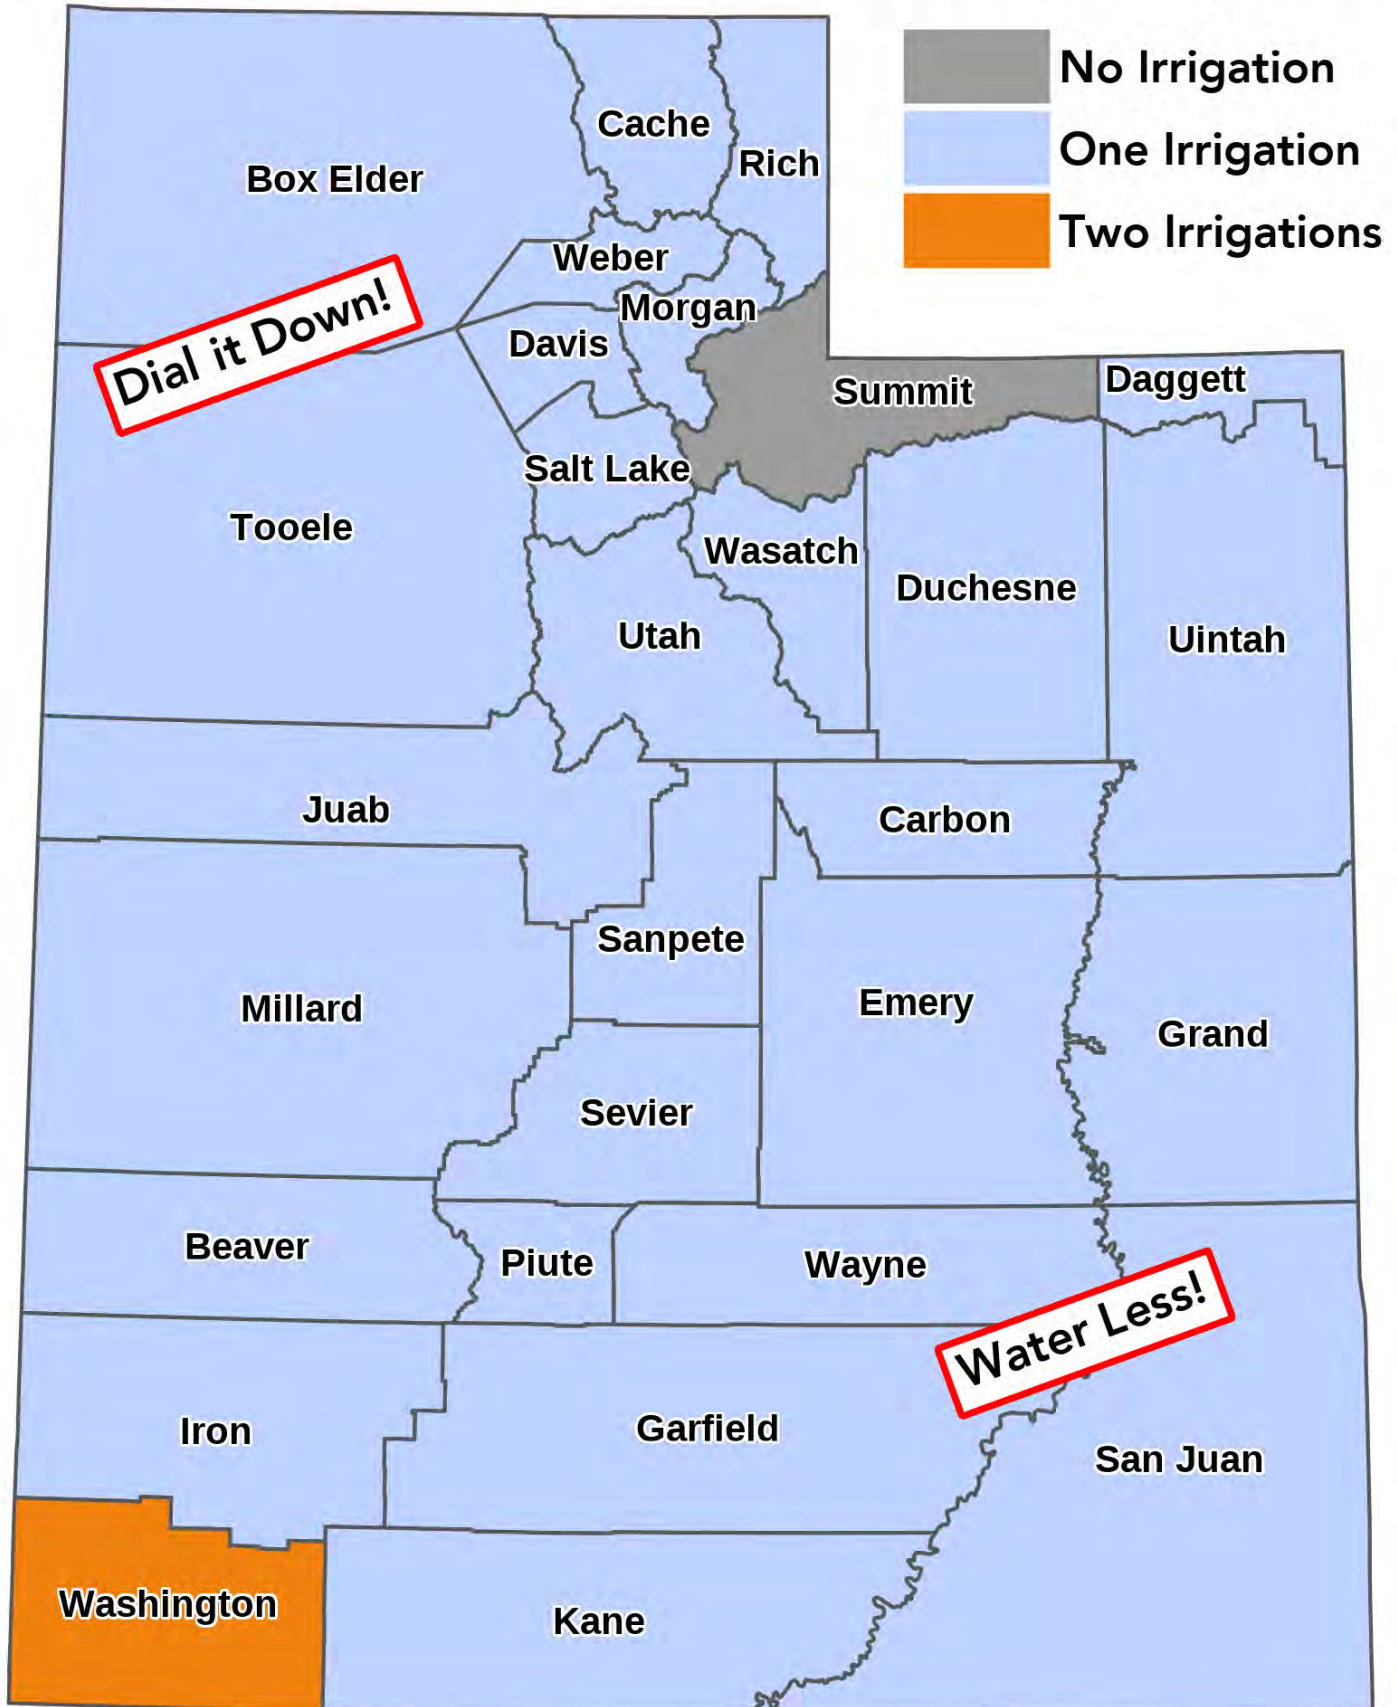 No Irrigation
One Irrigation
Two Irrigations
Cache
Rich
Box Elder
Weber
Dial it Down!
Morgan
Davis
Summit
Daggett
Salt Lake
Tooele
Wasatch
Duchesne
Utah
Uintah
Juab
Carbon
Sanpete
Millard
Emery
Grand
Sevier
Beaver
Piute
Wayne
Water Less!
Iron
Garfield
San Juan
Washington
Kane